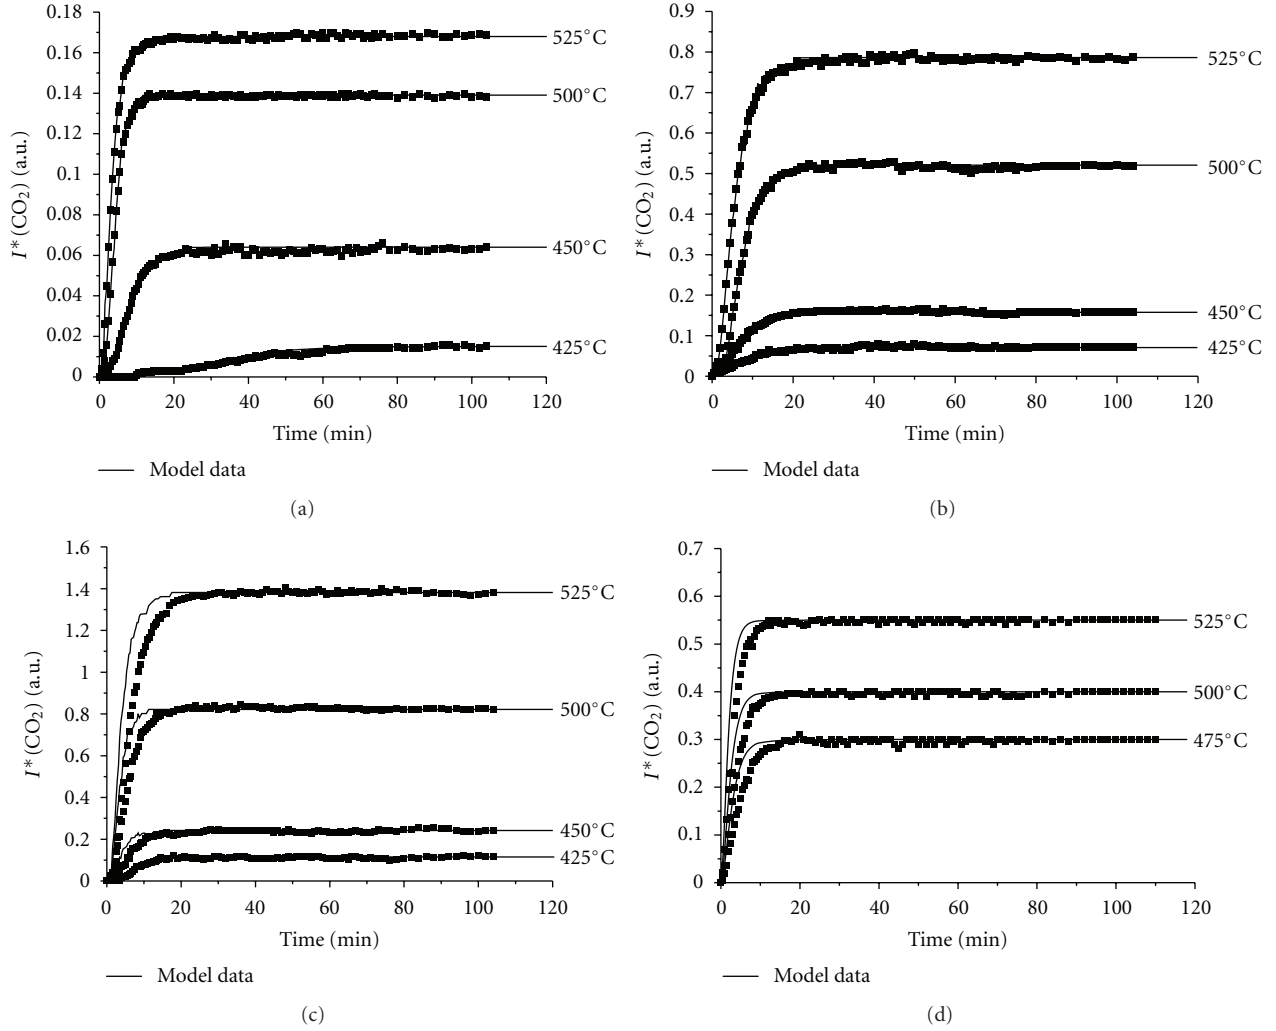 0.18
0.16
0.14
0.12
0.1
0.08
0.06
0.04
0.02
0
I*(CO₂) (a.u.)
525°C
500°C
450°C
425°C
0 20 40 60 80 100 120
Time (min)
Model data
(a)
0.9
0.8
0.7
0.6
0.5
0.4
0.3
0.2
0.1
0
I*(CO₂) (a.u.)
525°C
500°C
450°C
425°C
0 20 40 60 80 100 120
Time (min)
Model data
(b)
1.6
1.4
1.2
1
0.8
0.6
0.4
0.2
0
I*(CO₂) (a.u.)
525°C
500°C
450°C
425°C
0 20 40 60 80 100 120
Time (min)
Model data
(c)
0.7
0.6
0.5
0.4
0.3
0.2
0.1
0
I*(CO₂) (a.u.)
525°C
500°C
475°C
0 20 40 60 80 100 120
Time (min)
Model data
(d)